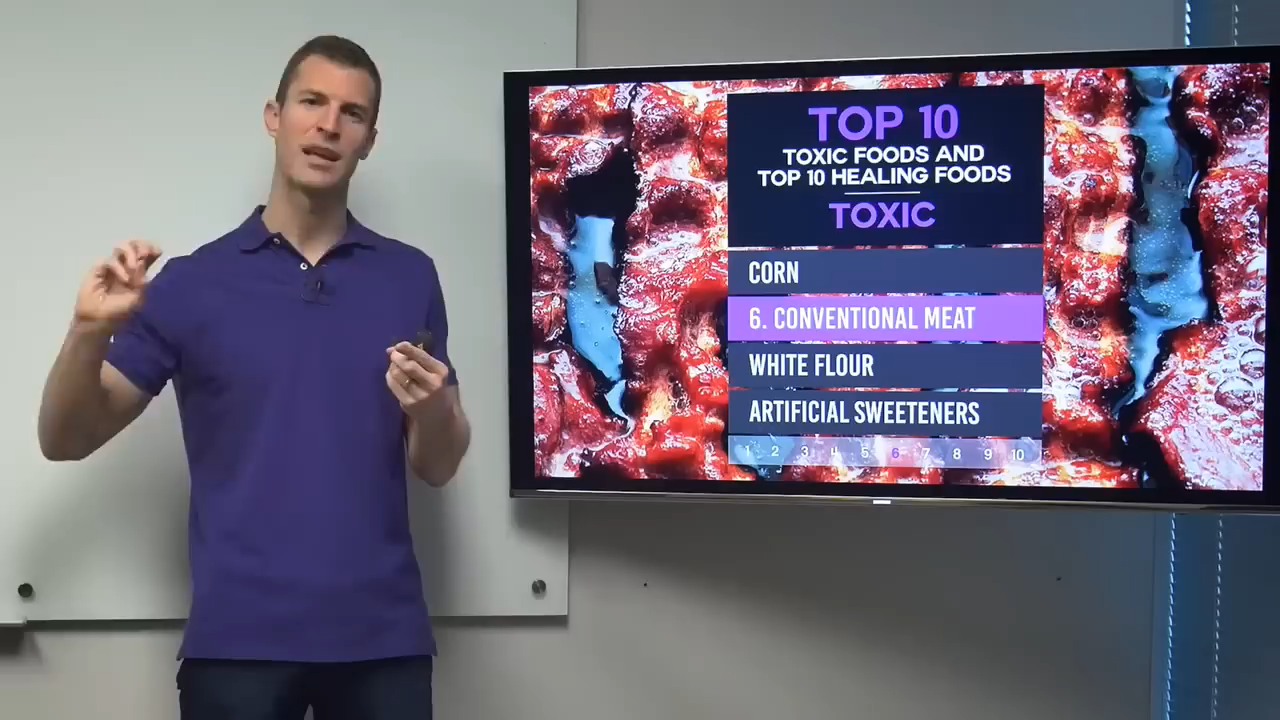 TOP 10
TOXIC FOODS AND
TOP 10 HEALING FOODS
TOXIC
CORN
6. CONVENTIONAL MEAT
WHITE FLOUR
ARTIFICIAL SWEETENERS
1 2 3 4 5 6 7 8 9 10